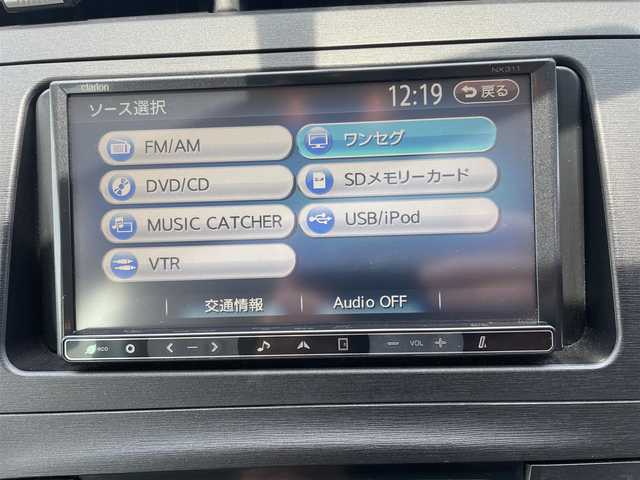 clarion
NX311
ソース選択
12:19
戻る
FM/AM
ワンセグ
DVD/CD
SDメモリーカード
MUSIC CATCHER
USB/iPod
VTR
交通情報
Audio OFF
eco
VOL